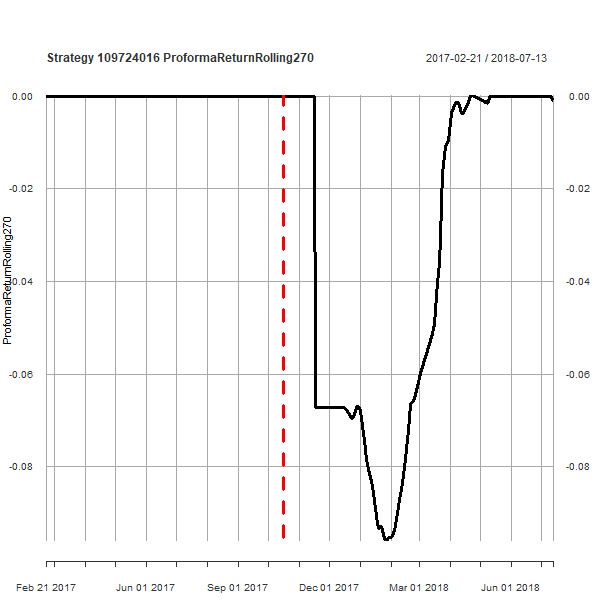 Strategy 109724016 ProformaReturnRolling270
2017-02-21 / 2018-07-13
0.00 0.00
-0.02 -0.02
ProformaReturnRolling270
-0.04 -0.04
-0.06 -0.06
-0.08 -0.08
Feb 21 2017 Jun 01 2017 Sep 01 2017 Dec 01 2017 Mar 01 2018 Jun 01 2018